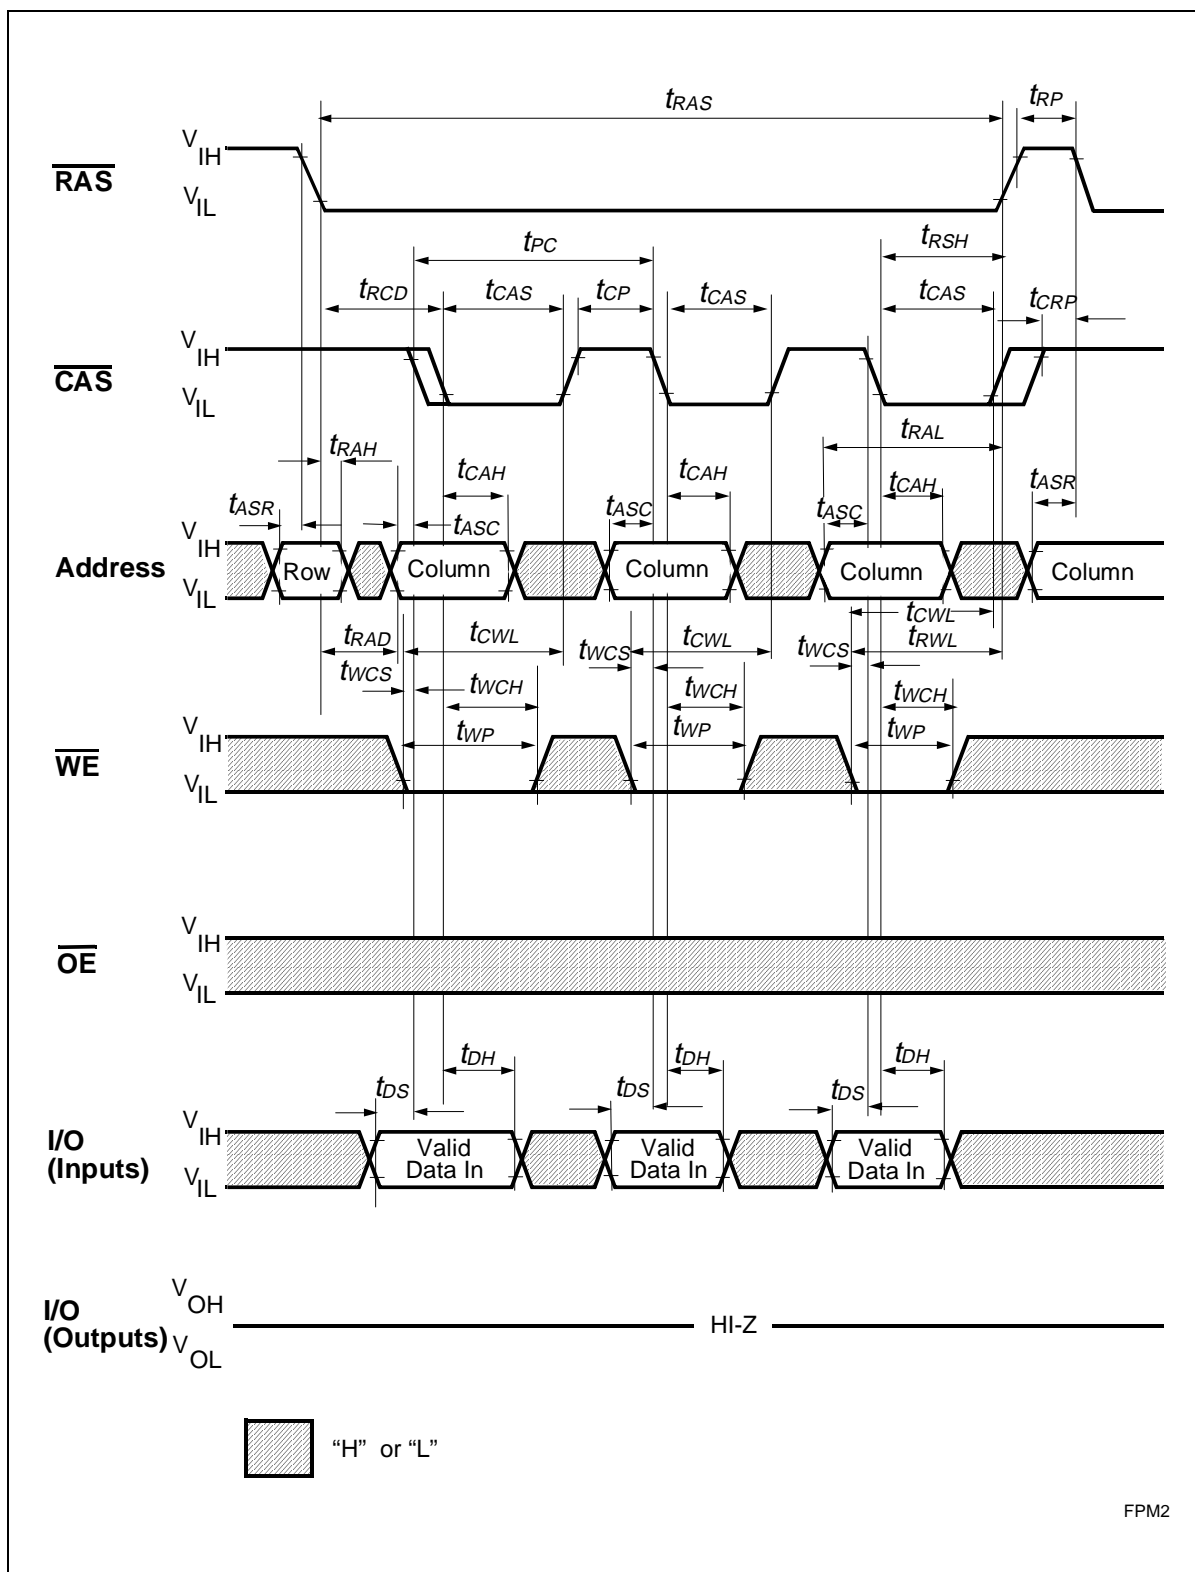 tRAS
tRP
RAS
VIH
VIL
tPC
tRSH
tRCD
tCAS
tCP
tCAS
tCAS
tCRP
CAS
VIH
VIL
tRAH
tCAH
tCAH
tRAL
tCAH
tASR
tASR
tASC
tASC
tASC
Address
VIH
VIL
Row
Column
Column
Column
Column
tRAD
tCWL
tCWL
tCWL
tRWL
tWCS
tWCS
tWCS
tWCH
tWCH
tWCH
tWP
tWP
tWP
WE
VIH
VIL
OE
VIH
VIL
tDH
tDH
tDH
tDS
tDS
tDS
I/O
(Inputs)
VIH
VIL
Valid
Data In
Valid
Data In
Valid
Data In
I/O
(Outputs)
VOH
VOL
HI-Z
“H” or “L”
FPM2